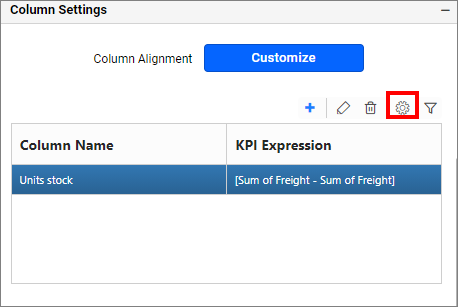 Column Settings
Column Alignment Customize
Column Name KPI Expression
Units stock [Sum of Freight - Sum of Freight]